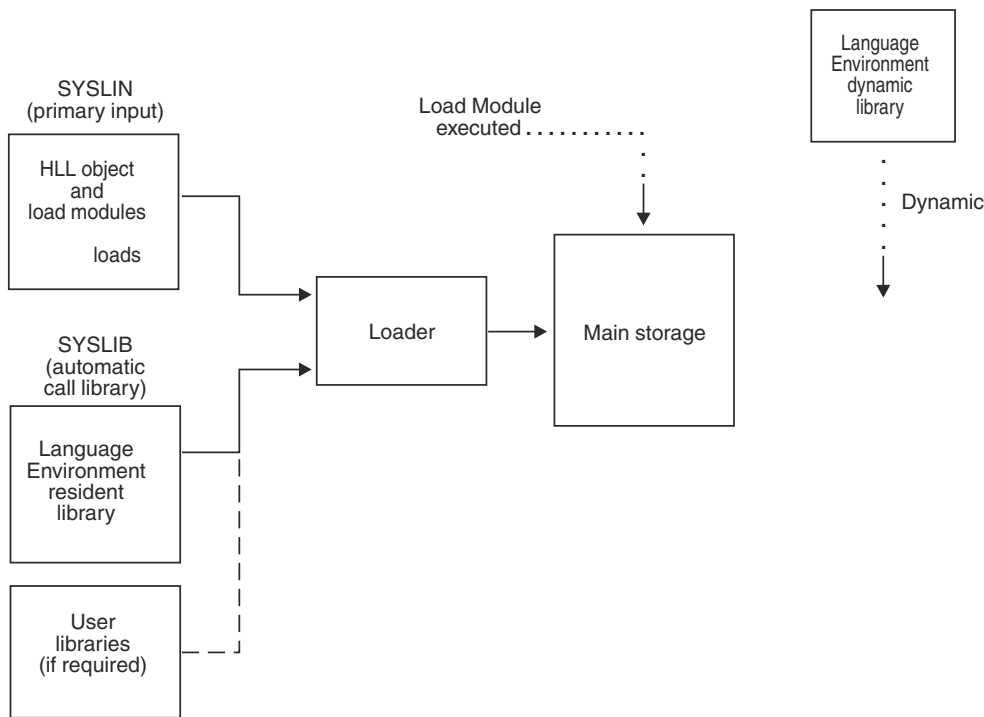 SYSLIN
(primary input)
HLL object
and
load modules
loads
SYSLIB
(automatic
call library)
Language
Environment
resident
library
User
libraries
(if required)
Loader
Load Module
executed
Main storage
Language
Environment
dynamic
library
Dynamic